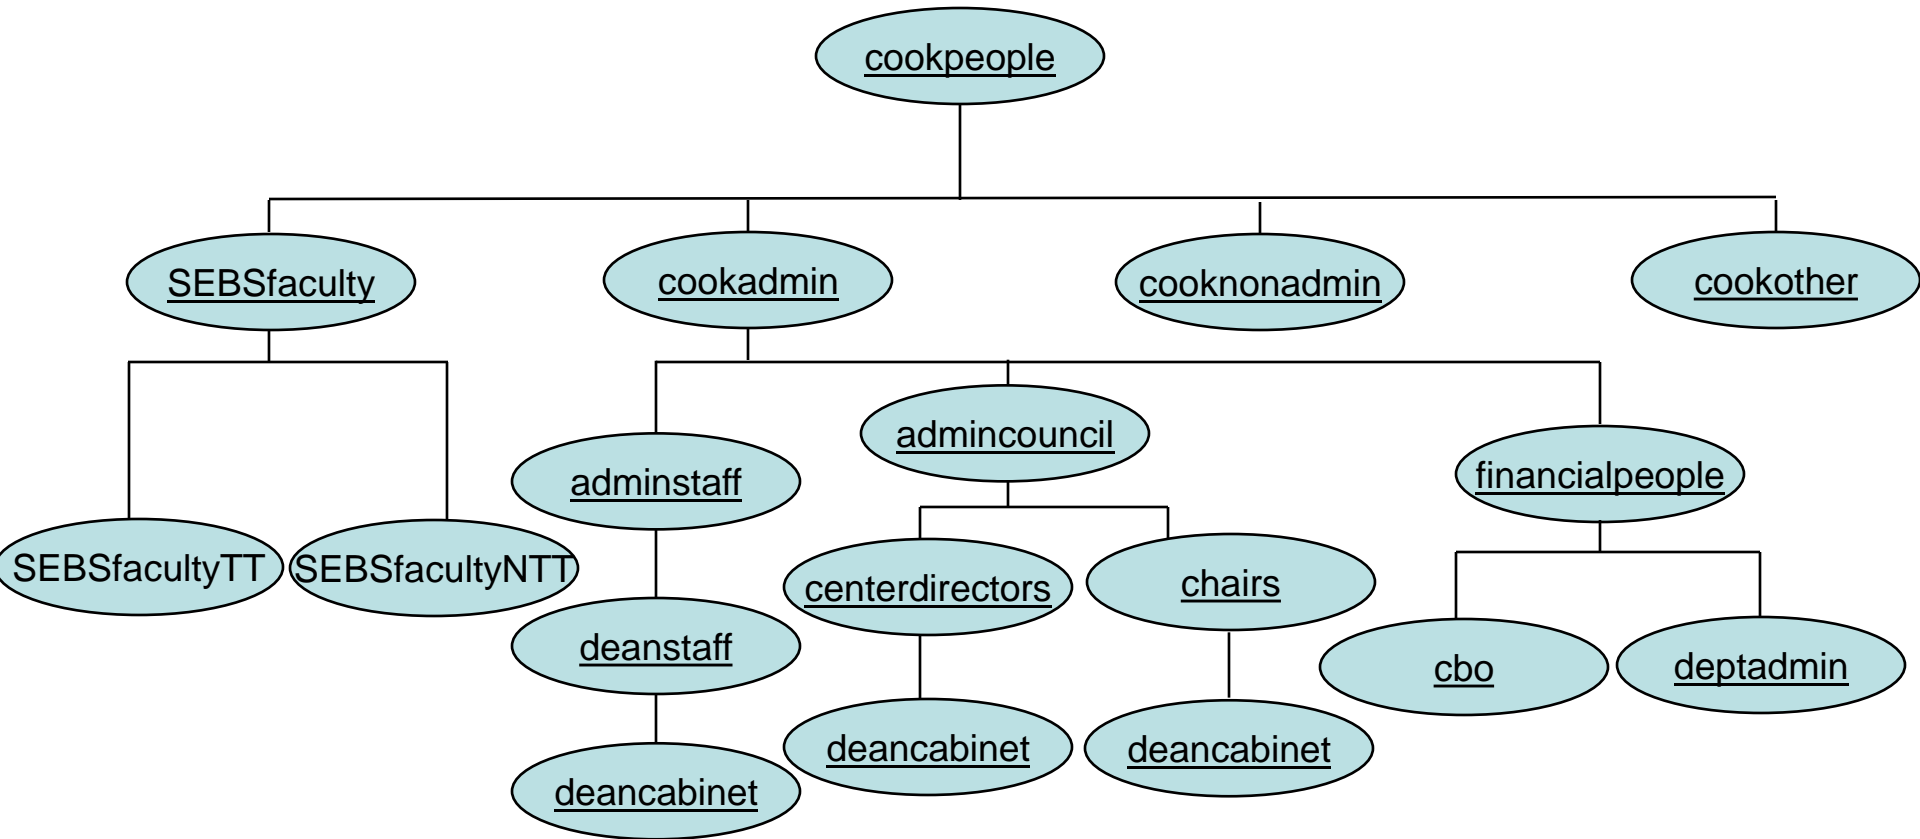 cookpeople
SEBSfaculty
cookadmin
cooknonadmin
cookother
admincouncil
adminstaff
financialpeople
SEBSfacultyTT
SEBSfacultyNTT
centerdirectors
chairs
deanstaff
cbo
deptadmin
deancabinet
deancabinet
deancabinet